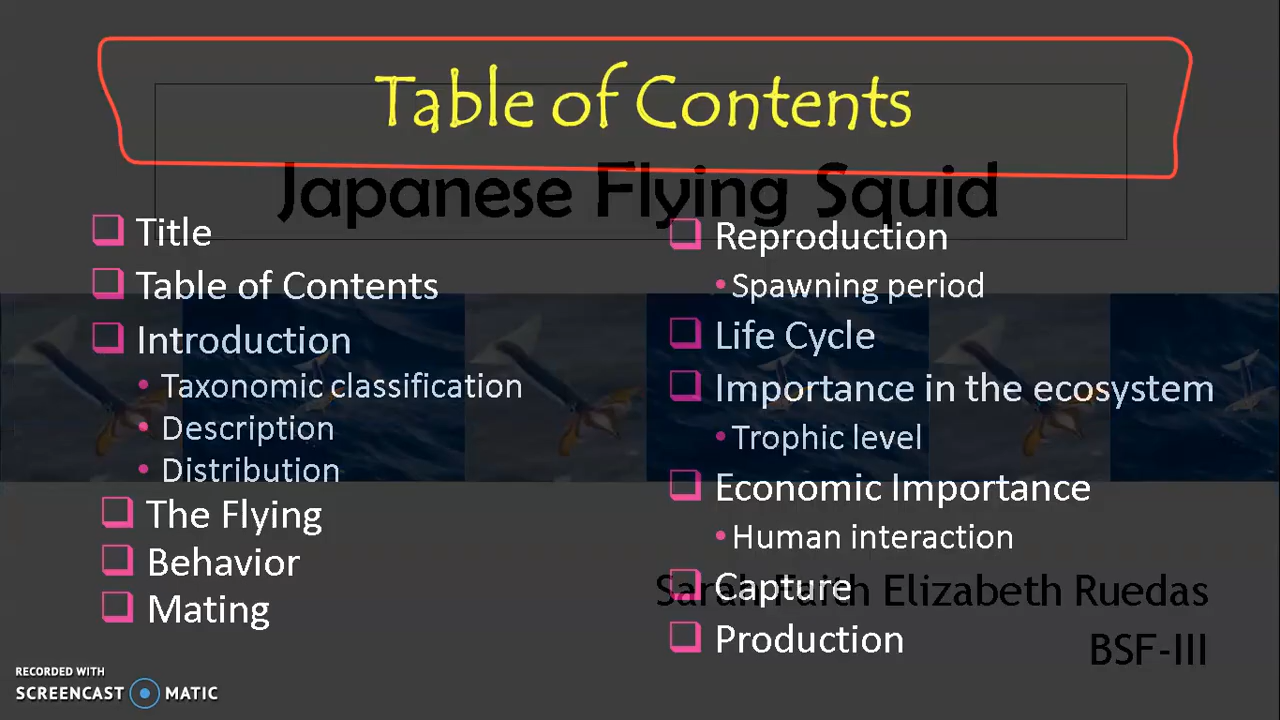 Table of Contents
Japanese Flying Squid
Title
Table of Contents
Introduction
Taxonomic classification
Description
Distribution
The Flying
Behavior
Mating
Reproduction
Spawning period
Life Cycle
Importance in the ecosystem
Trophic level
Economic Importance
Human interaction
Capture
Production
Sarah Faith Elizabeth Ruedas
BSF-III
RECORDED WITH
SCREENCAST MATIC